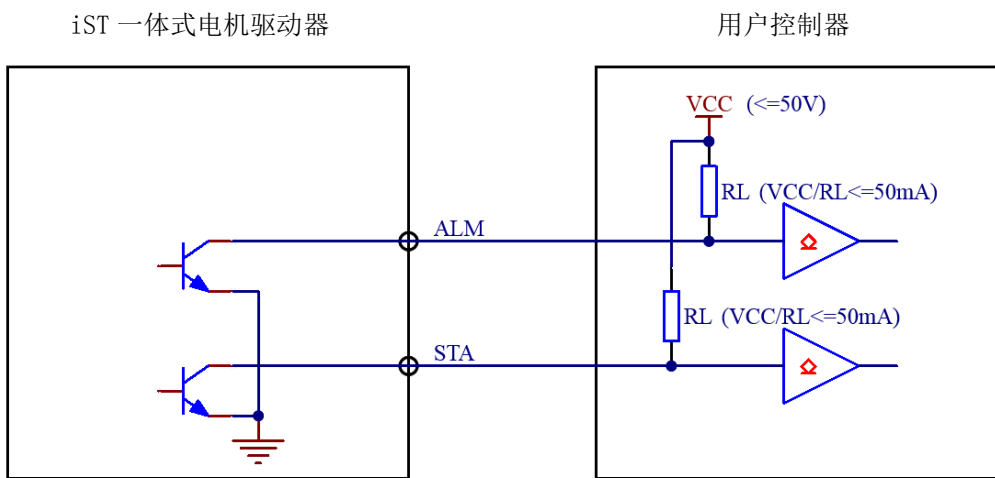 iST 一体式电机驱动器
用户控制器
VCC (<=50V)
RL (VCC/RL<=50mA)
ALM
RL (VCC/RL<=50mA)
STA